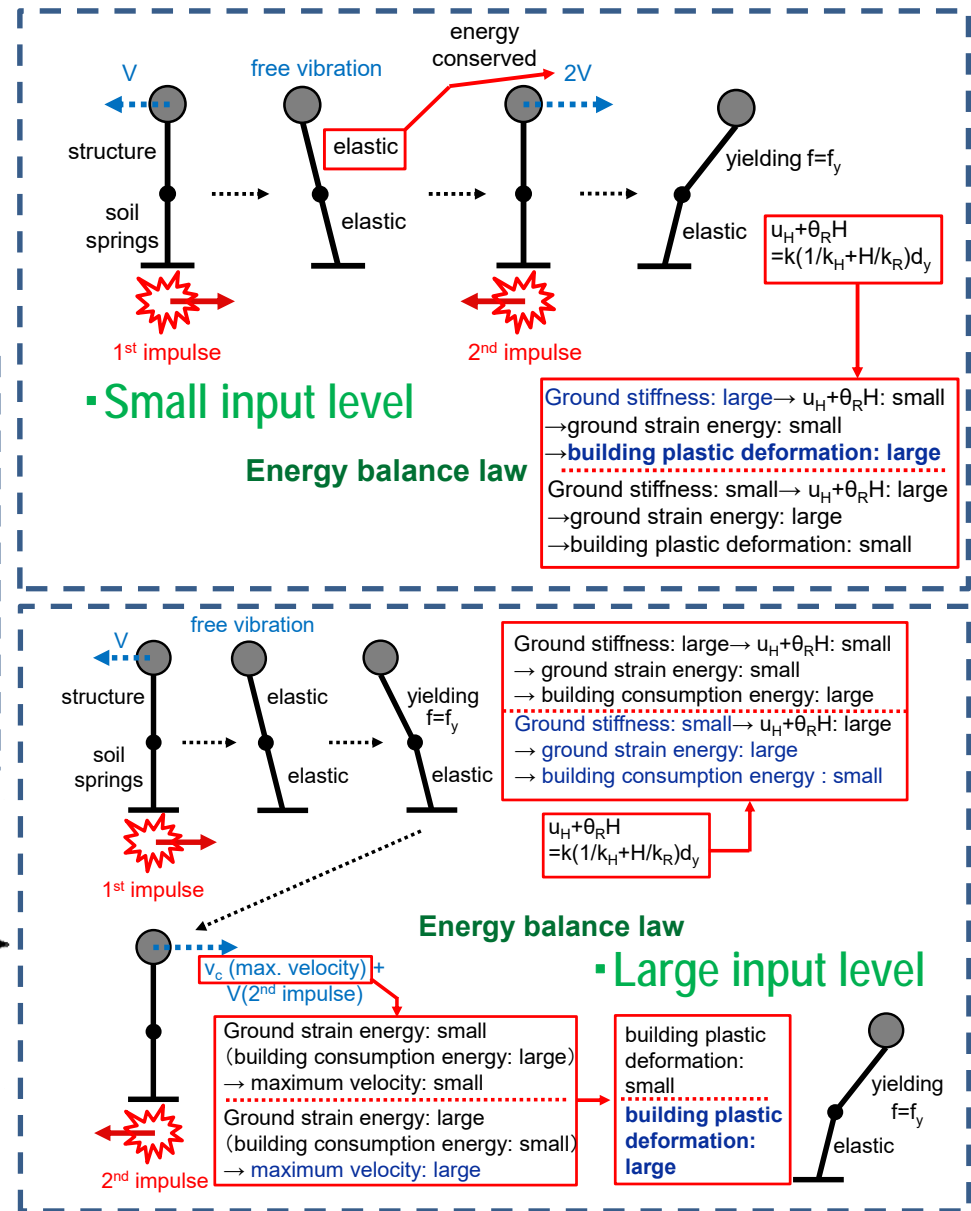 energy
conserved
V
free vibration
2V
structure
elastic
yielding f=fy
soil
springs
elastic
elastic
uH+θRH
=k(1/kH+H/kR)dy
1st impulse
2nd impulse
▪Small input level
Energy balance law
Ground stiffness: large→ uH+θRH: small
→ground strain energy: small
→building plastic deformation: large
Ground stiffness: small→ uH+θRH: large
→ground strain energy: large
→building plastic deformation: small
free vibration
V
structure
elastic
yielding
f=fy
soil
springs
elastic
elastic
1st impulse
Ground stiffness: large→ uH+θRH: small
→ ground strain energy: small
→ building consumption energy: large
Ground stiffness: small→ uH+θRH: large
→ ground strain energy: large
→ building consumption energy : small
uH+θRH
=k(1/kH+H/kR)dy
Energy balance law
▪Large input level
vc (max. velocity) +
V(2nd impulse)
2nd impulse
Ground strain energy: small
(building consumption energy: large)
→ maximum velocity: small
Ground strain energy: large
(building consumption energy: small)
→ maximum velocity: large
building plastic
deformation:
small
building plastic
deformation:
large
yielding
f=fy
elastic